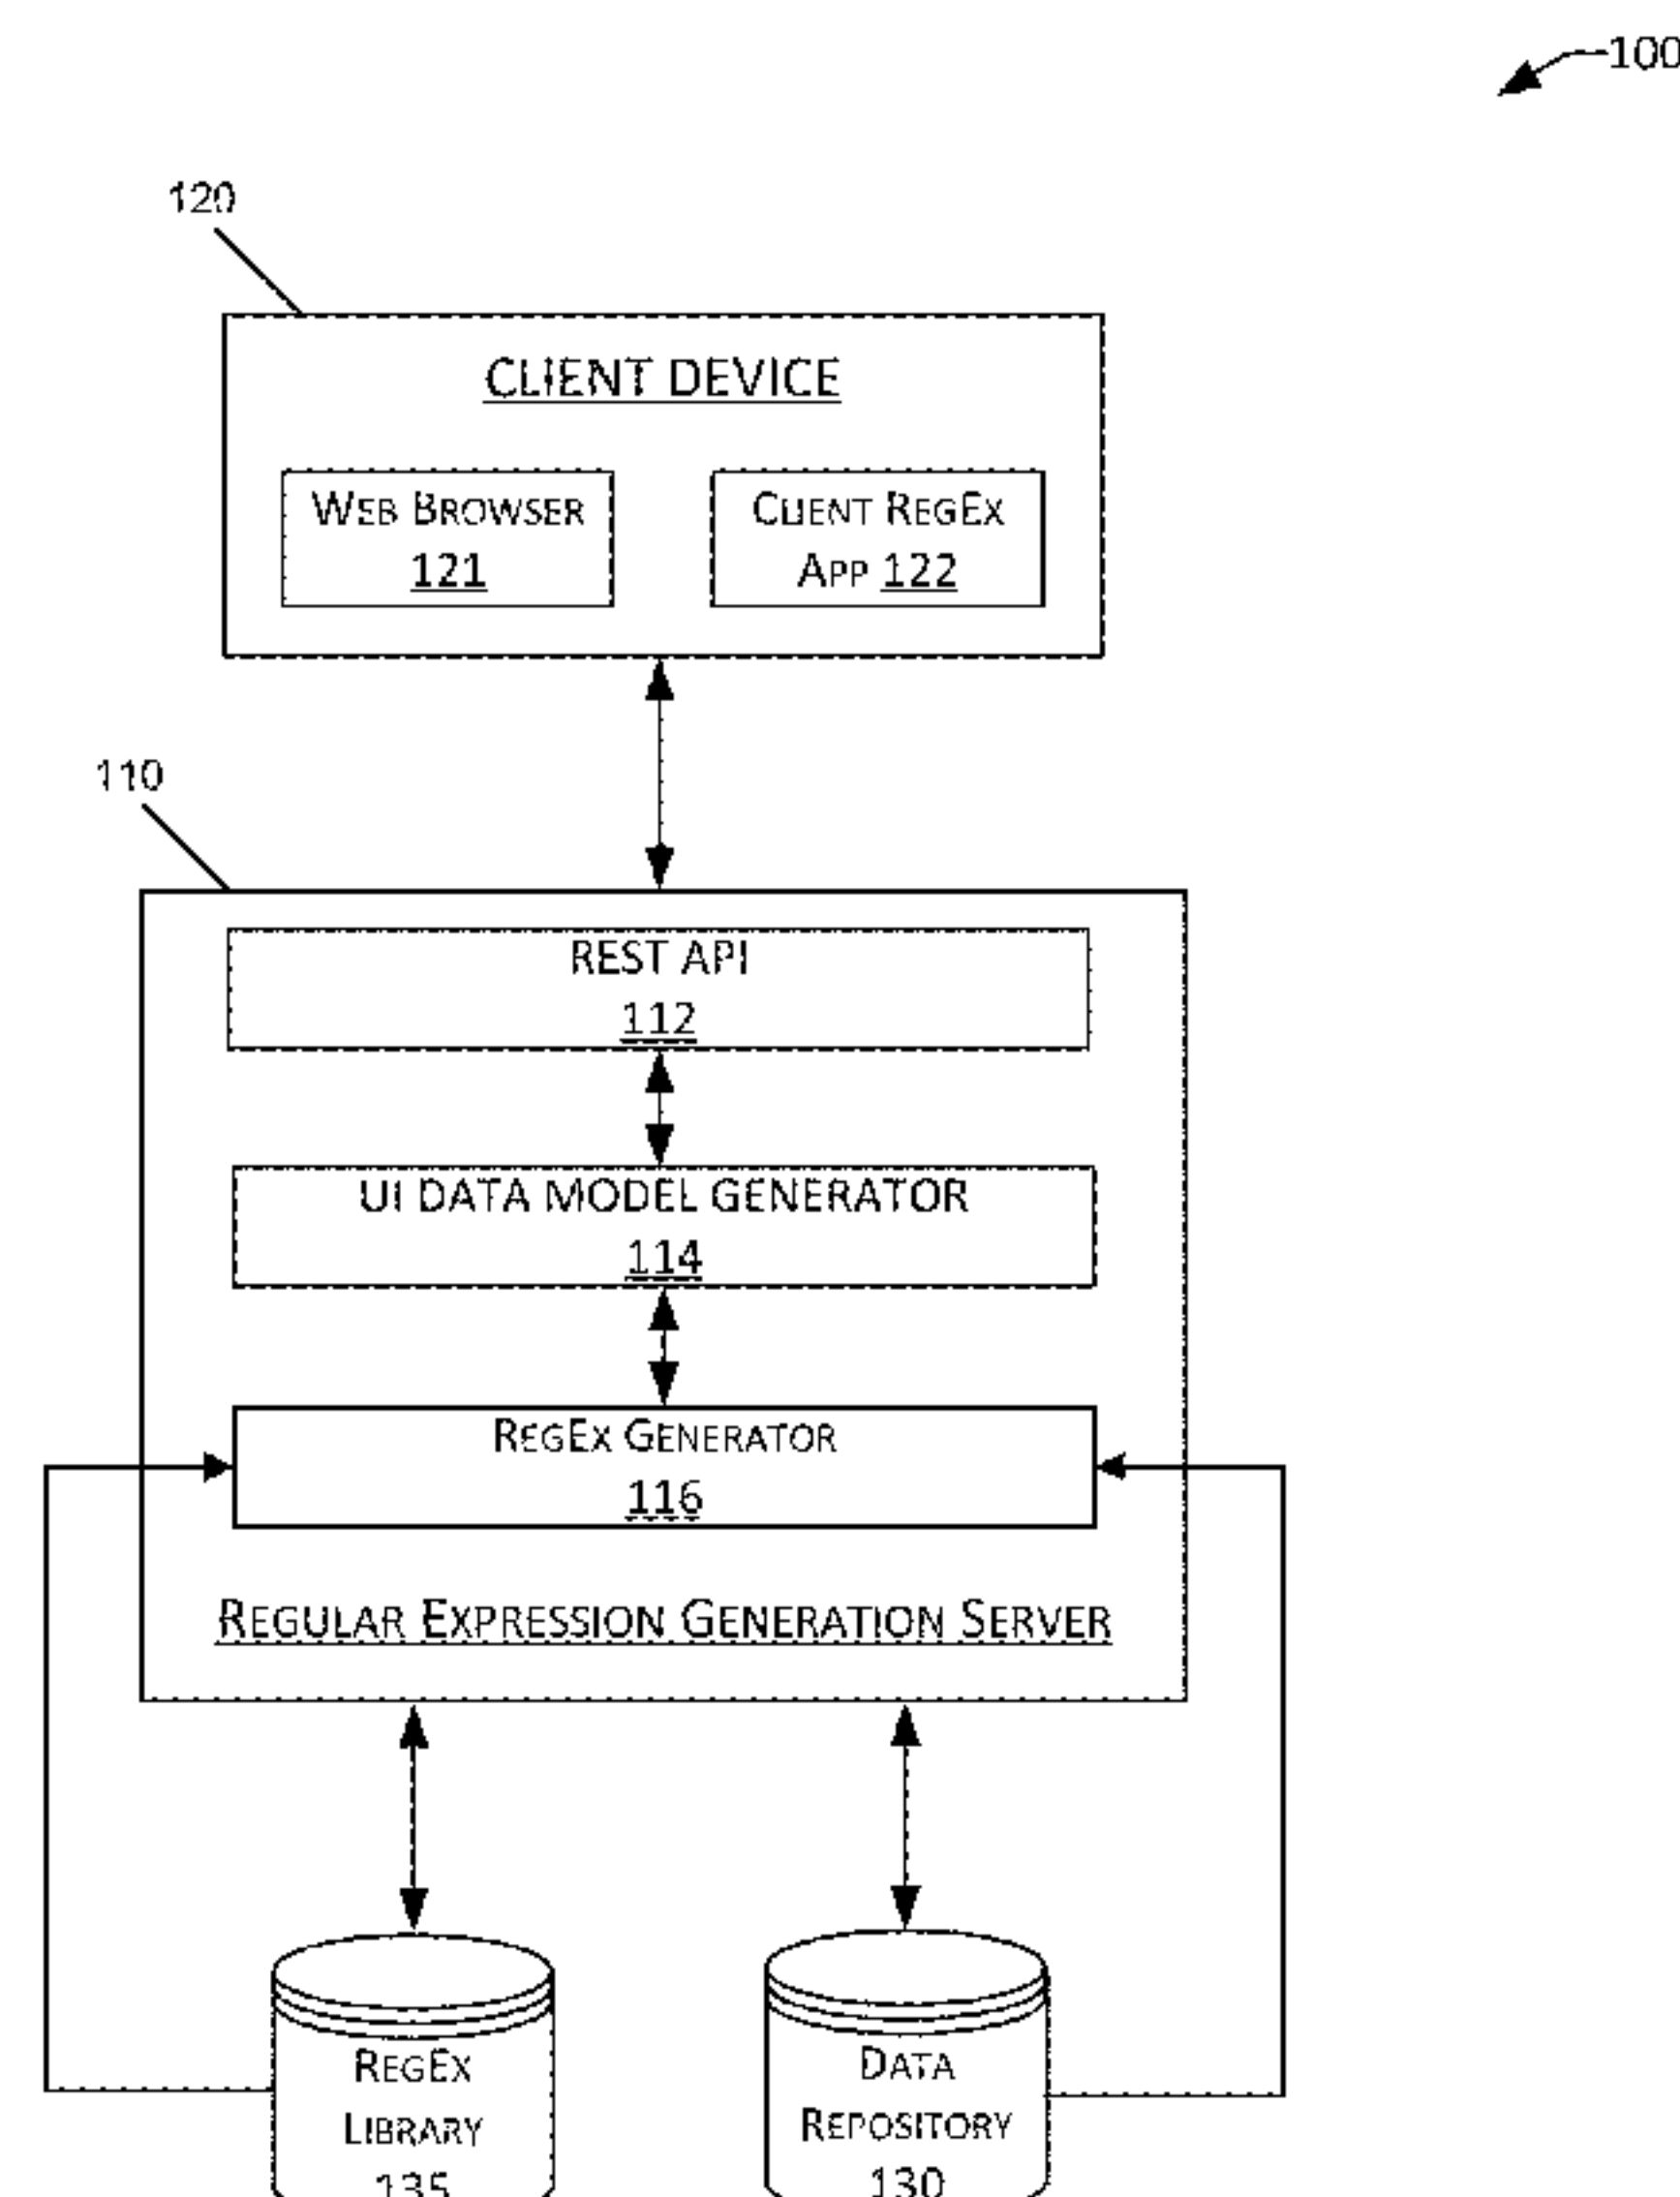 100
120
CLIENT DEVICE
WEB BROWSER
121
CLIENT REGEX
APP 122
110
REST API
112
UI DATA MODEL GENERATOR
114
REGEX GENERATOR
116
REGULAR EXPRESSION GENERATION SERVER
REGEX
LIBRARY
135
DATA
REPOSITORY
130